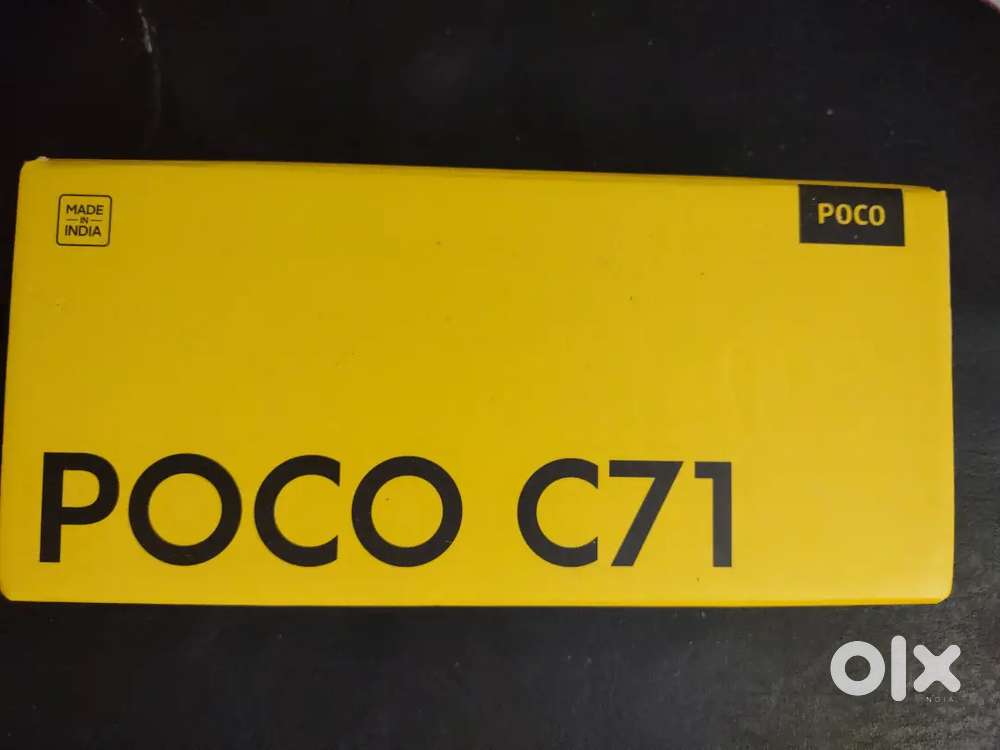 MADE
IN
INDIA
POCO
POCO C71
olx
INDIA